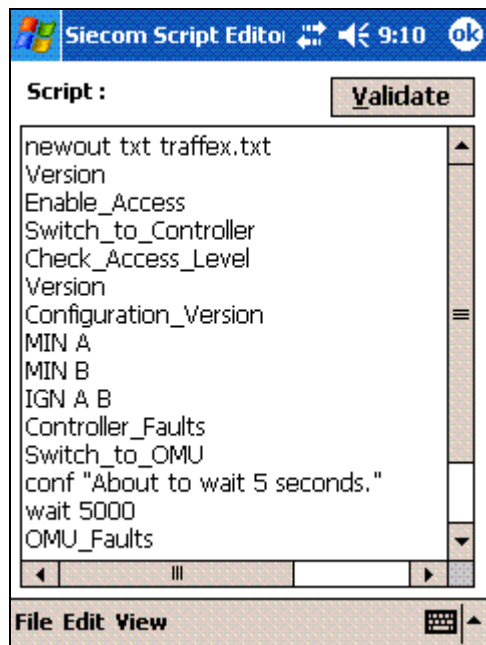 Siecom Script Edito 9:10 ok
Script :
Validate
newout txt traffex.txt
Version
Enable_Access
Switch_to_Controller
Check_Access_Level
Version
Configuration_Version
MIN A
MIN B
IGN A B
Controller_Faults
Switch_to_OMU
conf "About to wait 5 seconds."
wait 5000
OMU_Faults
File Edit View